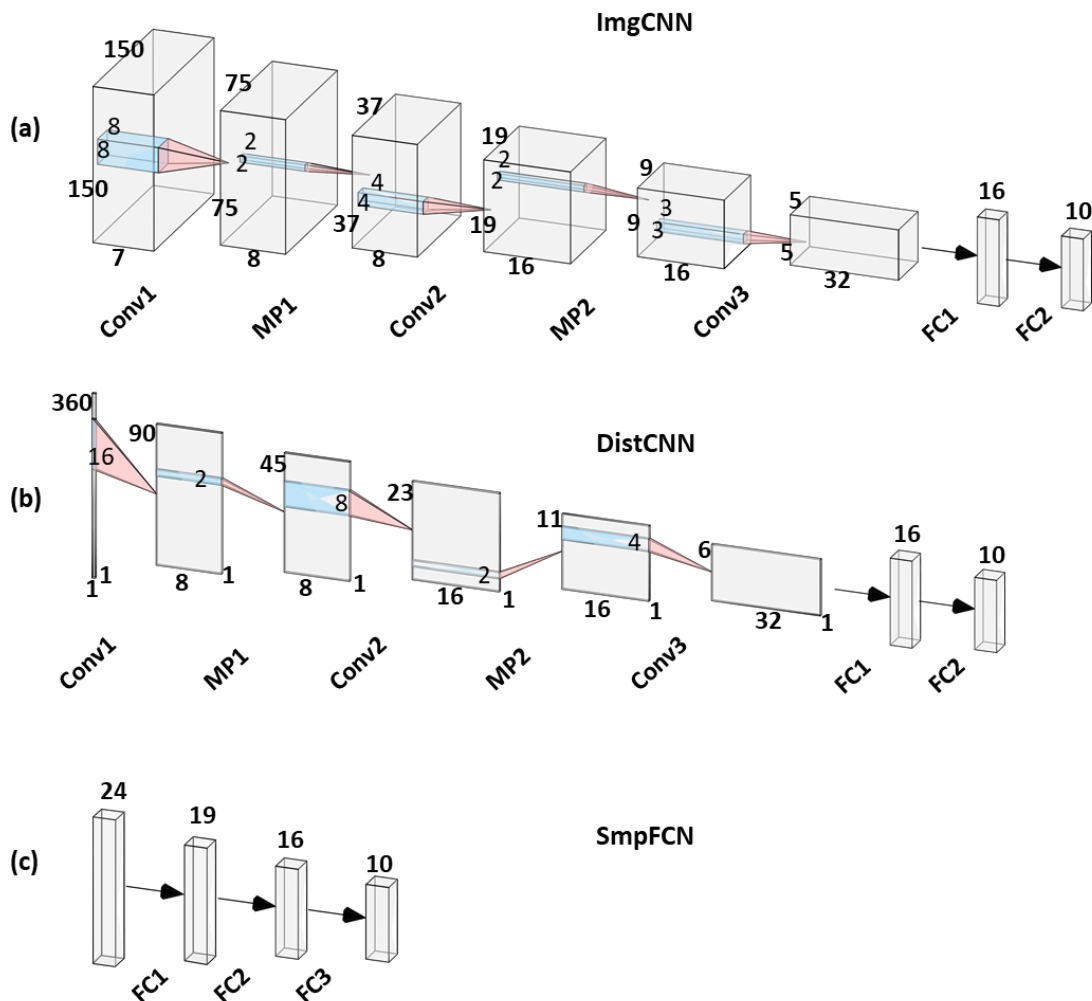 ImgCNN
(a)
150
150
7
8
8
75
75
8
2
2
37
37
8
4
4
19
19
16
2
2
9
9
16
3
3
5
5
32
16
10
Conv1
MP1
Conv2
MP2
Conv3
FC1
FC2
DistCNN
(b)
360
16
1
1
90
2
8
1
45
8
8
1
23
2
16
1
11
4
16
1
6
32
1
16
10
Conv1
MP1
Conv2
MP2
Conv3
FC1
FC2
SmpFCN
(c)
24
19
16
10
FC1
FC2
FC3